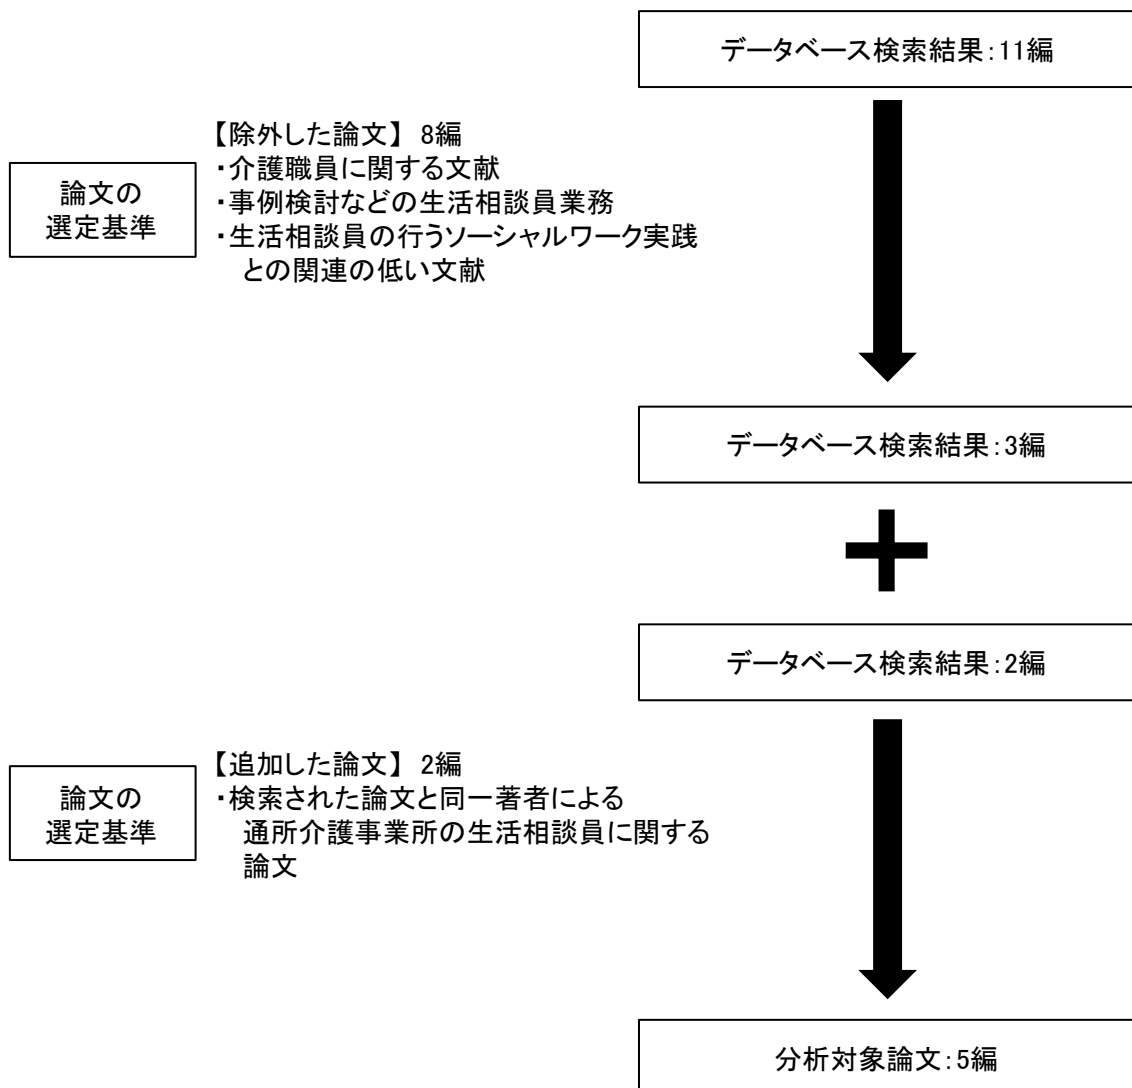 データベース検索結果:11編
【除外した論文】 8編
・介護職員に関する文献
・事例検討などの生活相談員業務
・生活相談員の行うソーシャルワーク実践
との関連の低い文献
論文の
選定基準
データベース検索結果:3編
データベース検索結果:2編
【追加した論文】 2編
・検索された論文と同一著者による
通所介護事業所の生活相談員に関する
論文
論文の
選定基準
分析対象論文:5編